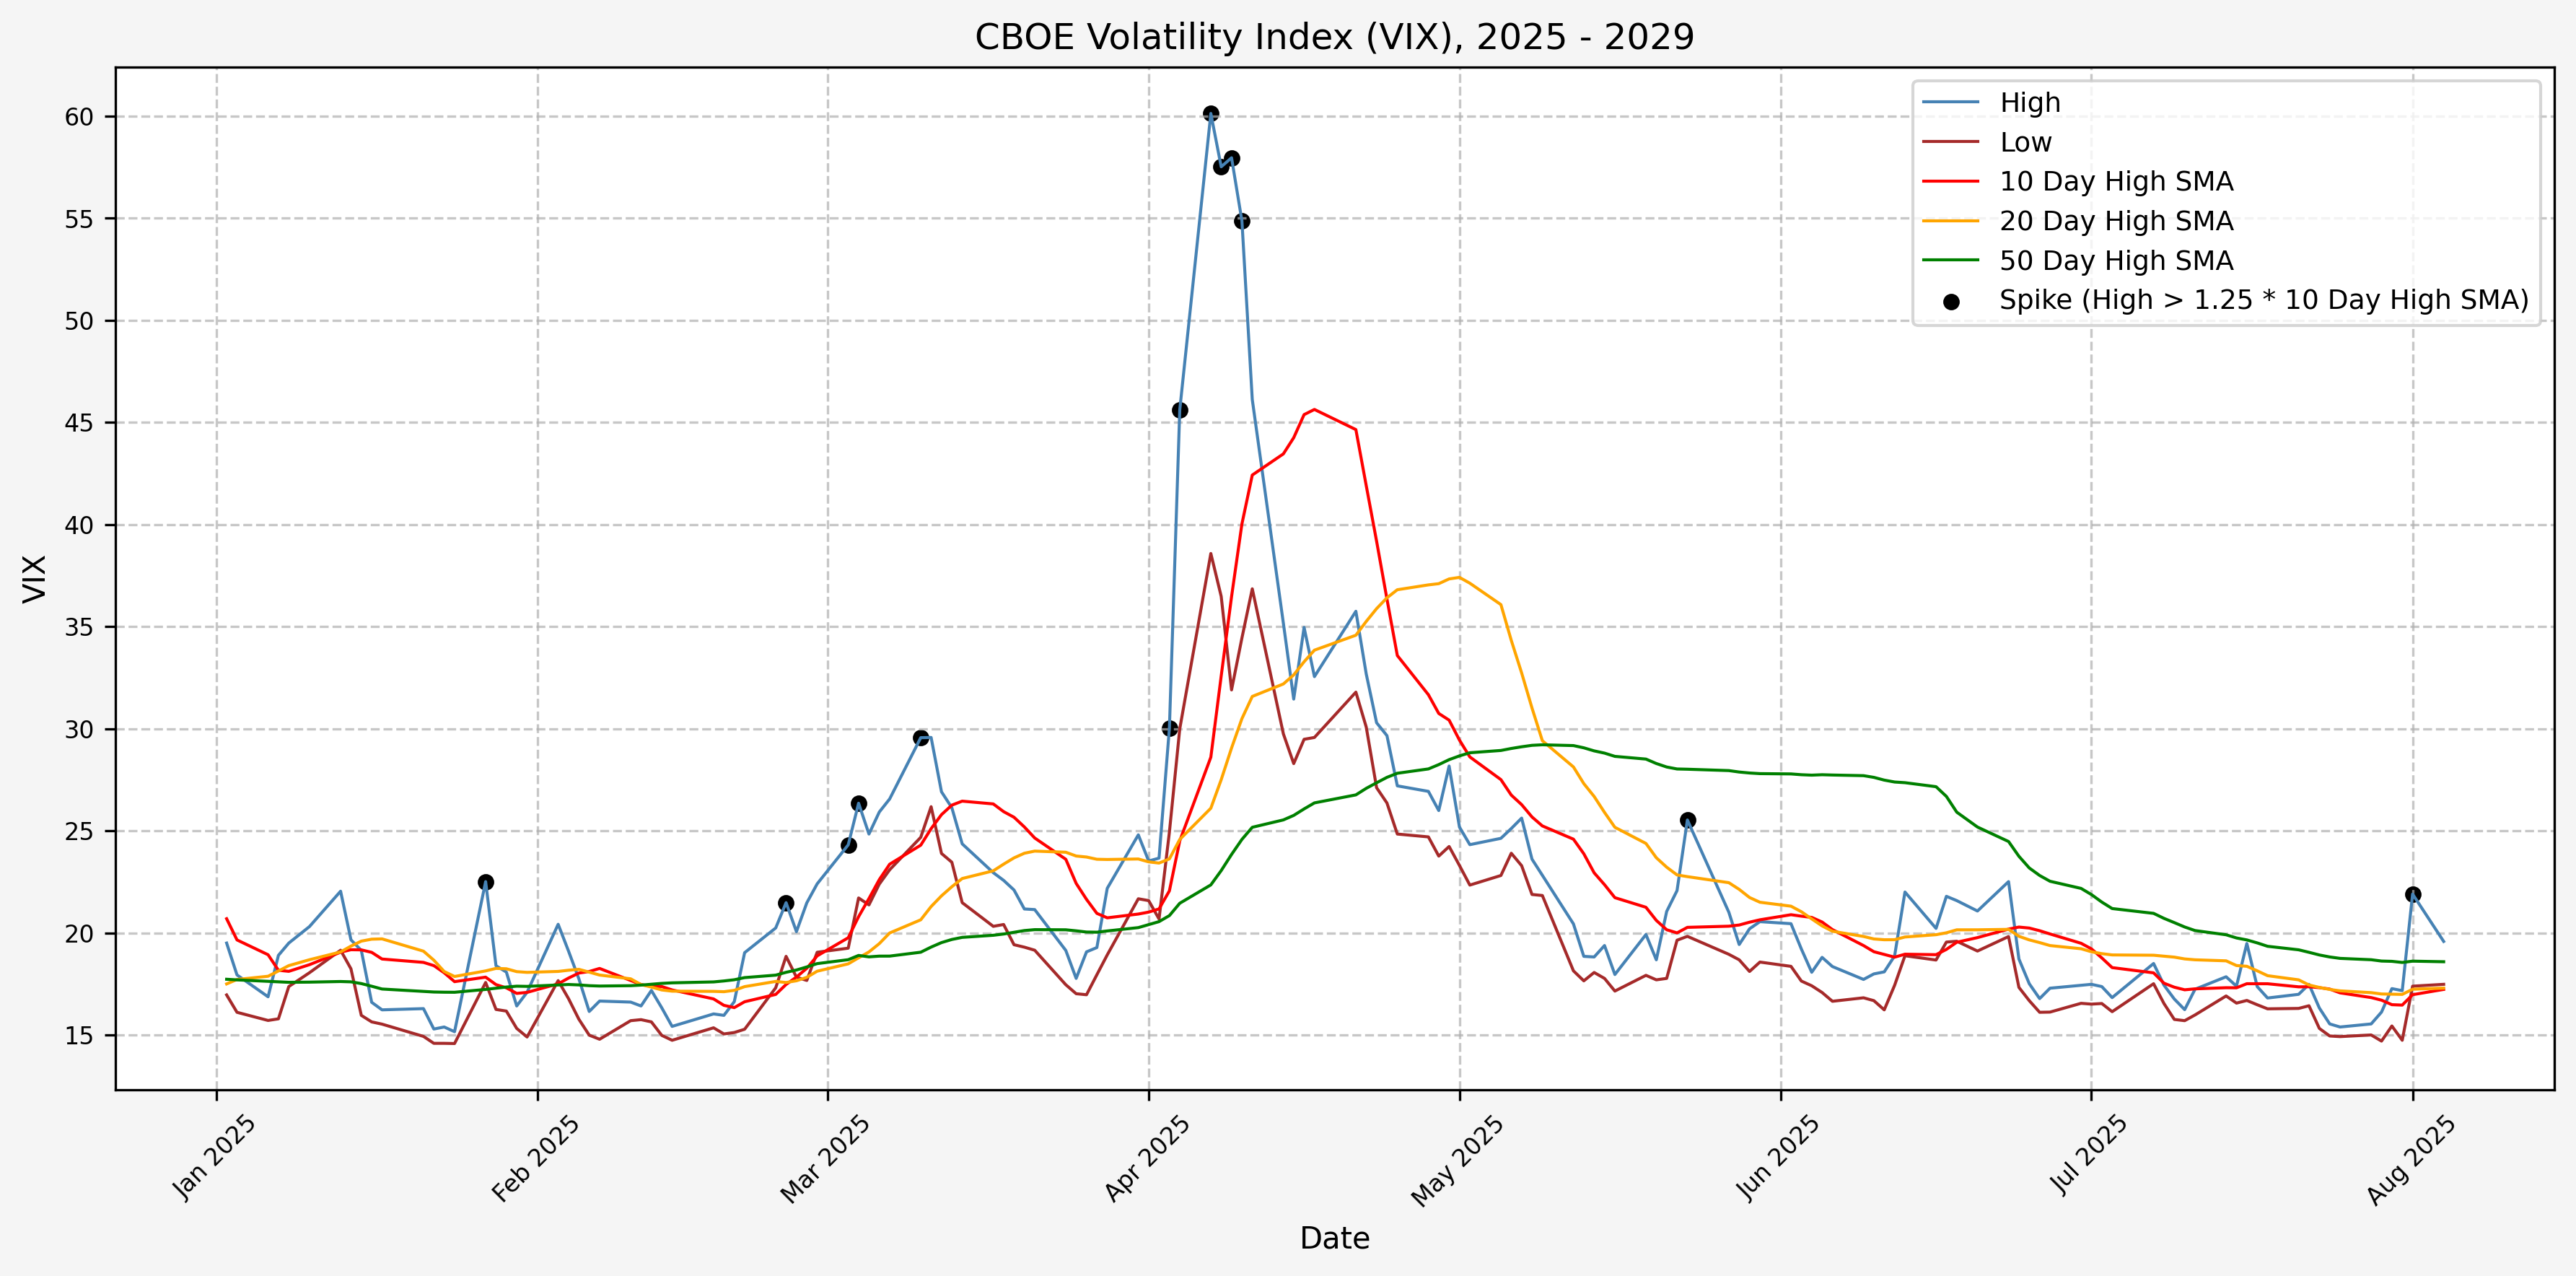 CBOE Volatility Index (VIX), 2025 - 2029
High
Low
10 Day High SMA
20 Day High SMA
50 Day High SMA
Spike (High > 1.25 * 10 Day High SMA)
VIX
60
55
50
45
40
35
30
25
20
15
Jan 2025
Feb 2025
Mar 2025
Apr 2025
May 2025
Jun 2025
Jul 2025
Aug 2025
Date